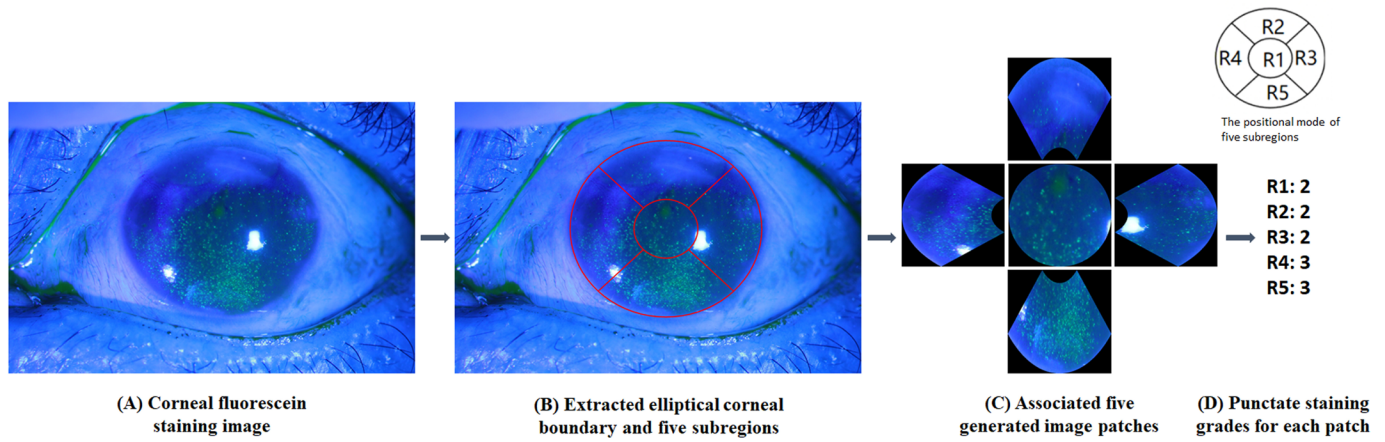 R2
R4 R1 R3
R5
The positional mode of
five subregions
R1: 2
R2: 2
R3: 2
R4: 3
R5: 3
(A) Corneal fluorescein
staining image
(B) Extracted elliptical corneal
boundary and five subregions
(C) Associated five
generated image patches
(D) Punctate staining
grades for each patch